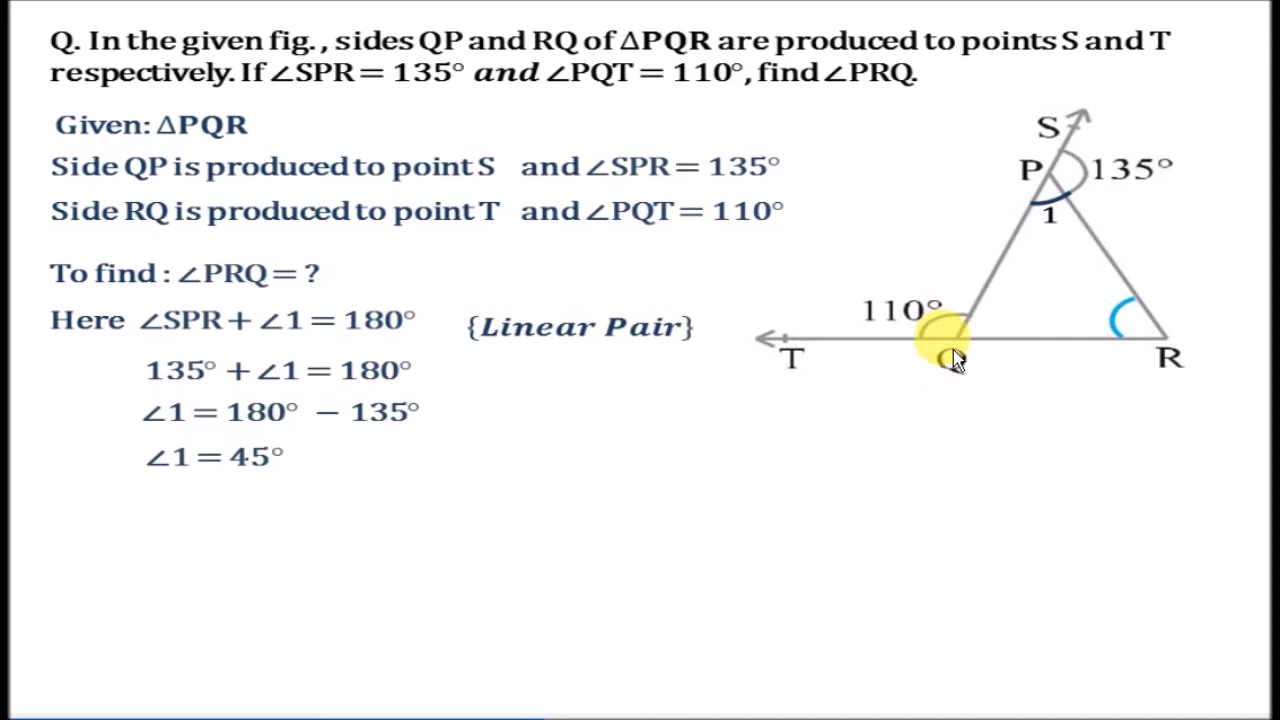 Q. In the given fig., sides QP and RQ of ΔPQR are produced to points S and T
respectively. If ∠SPR = 135° and ∠PQT = 110°, find ∠PRQ.
Given: ΔPQR
Side QP is produced to point S and ∠SPR = 135°
Side RQ is produced to point T and ∠PQT = 110°
To find : ∠PRQ = ?
Here ∠SPR + ∠1 = 180° {Linear Pair}
135° + ∠1 = 180°
∠1 = 180° − 135°
∠1 = 45°
S
P 135°
1
110°
T Q R